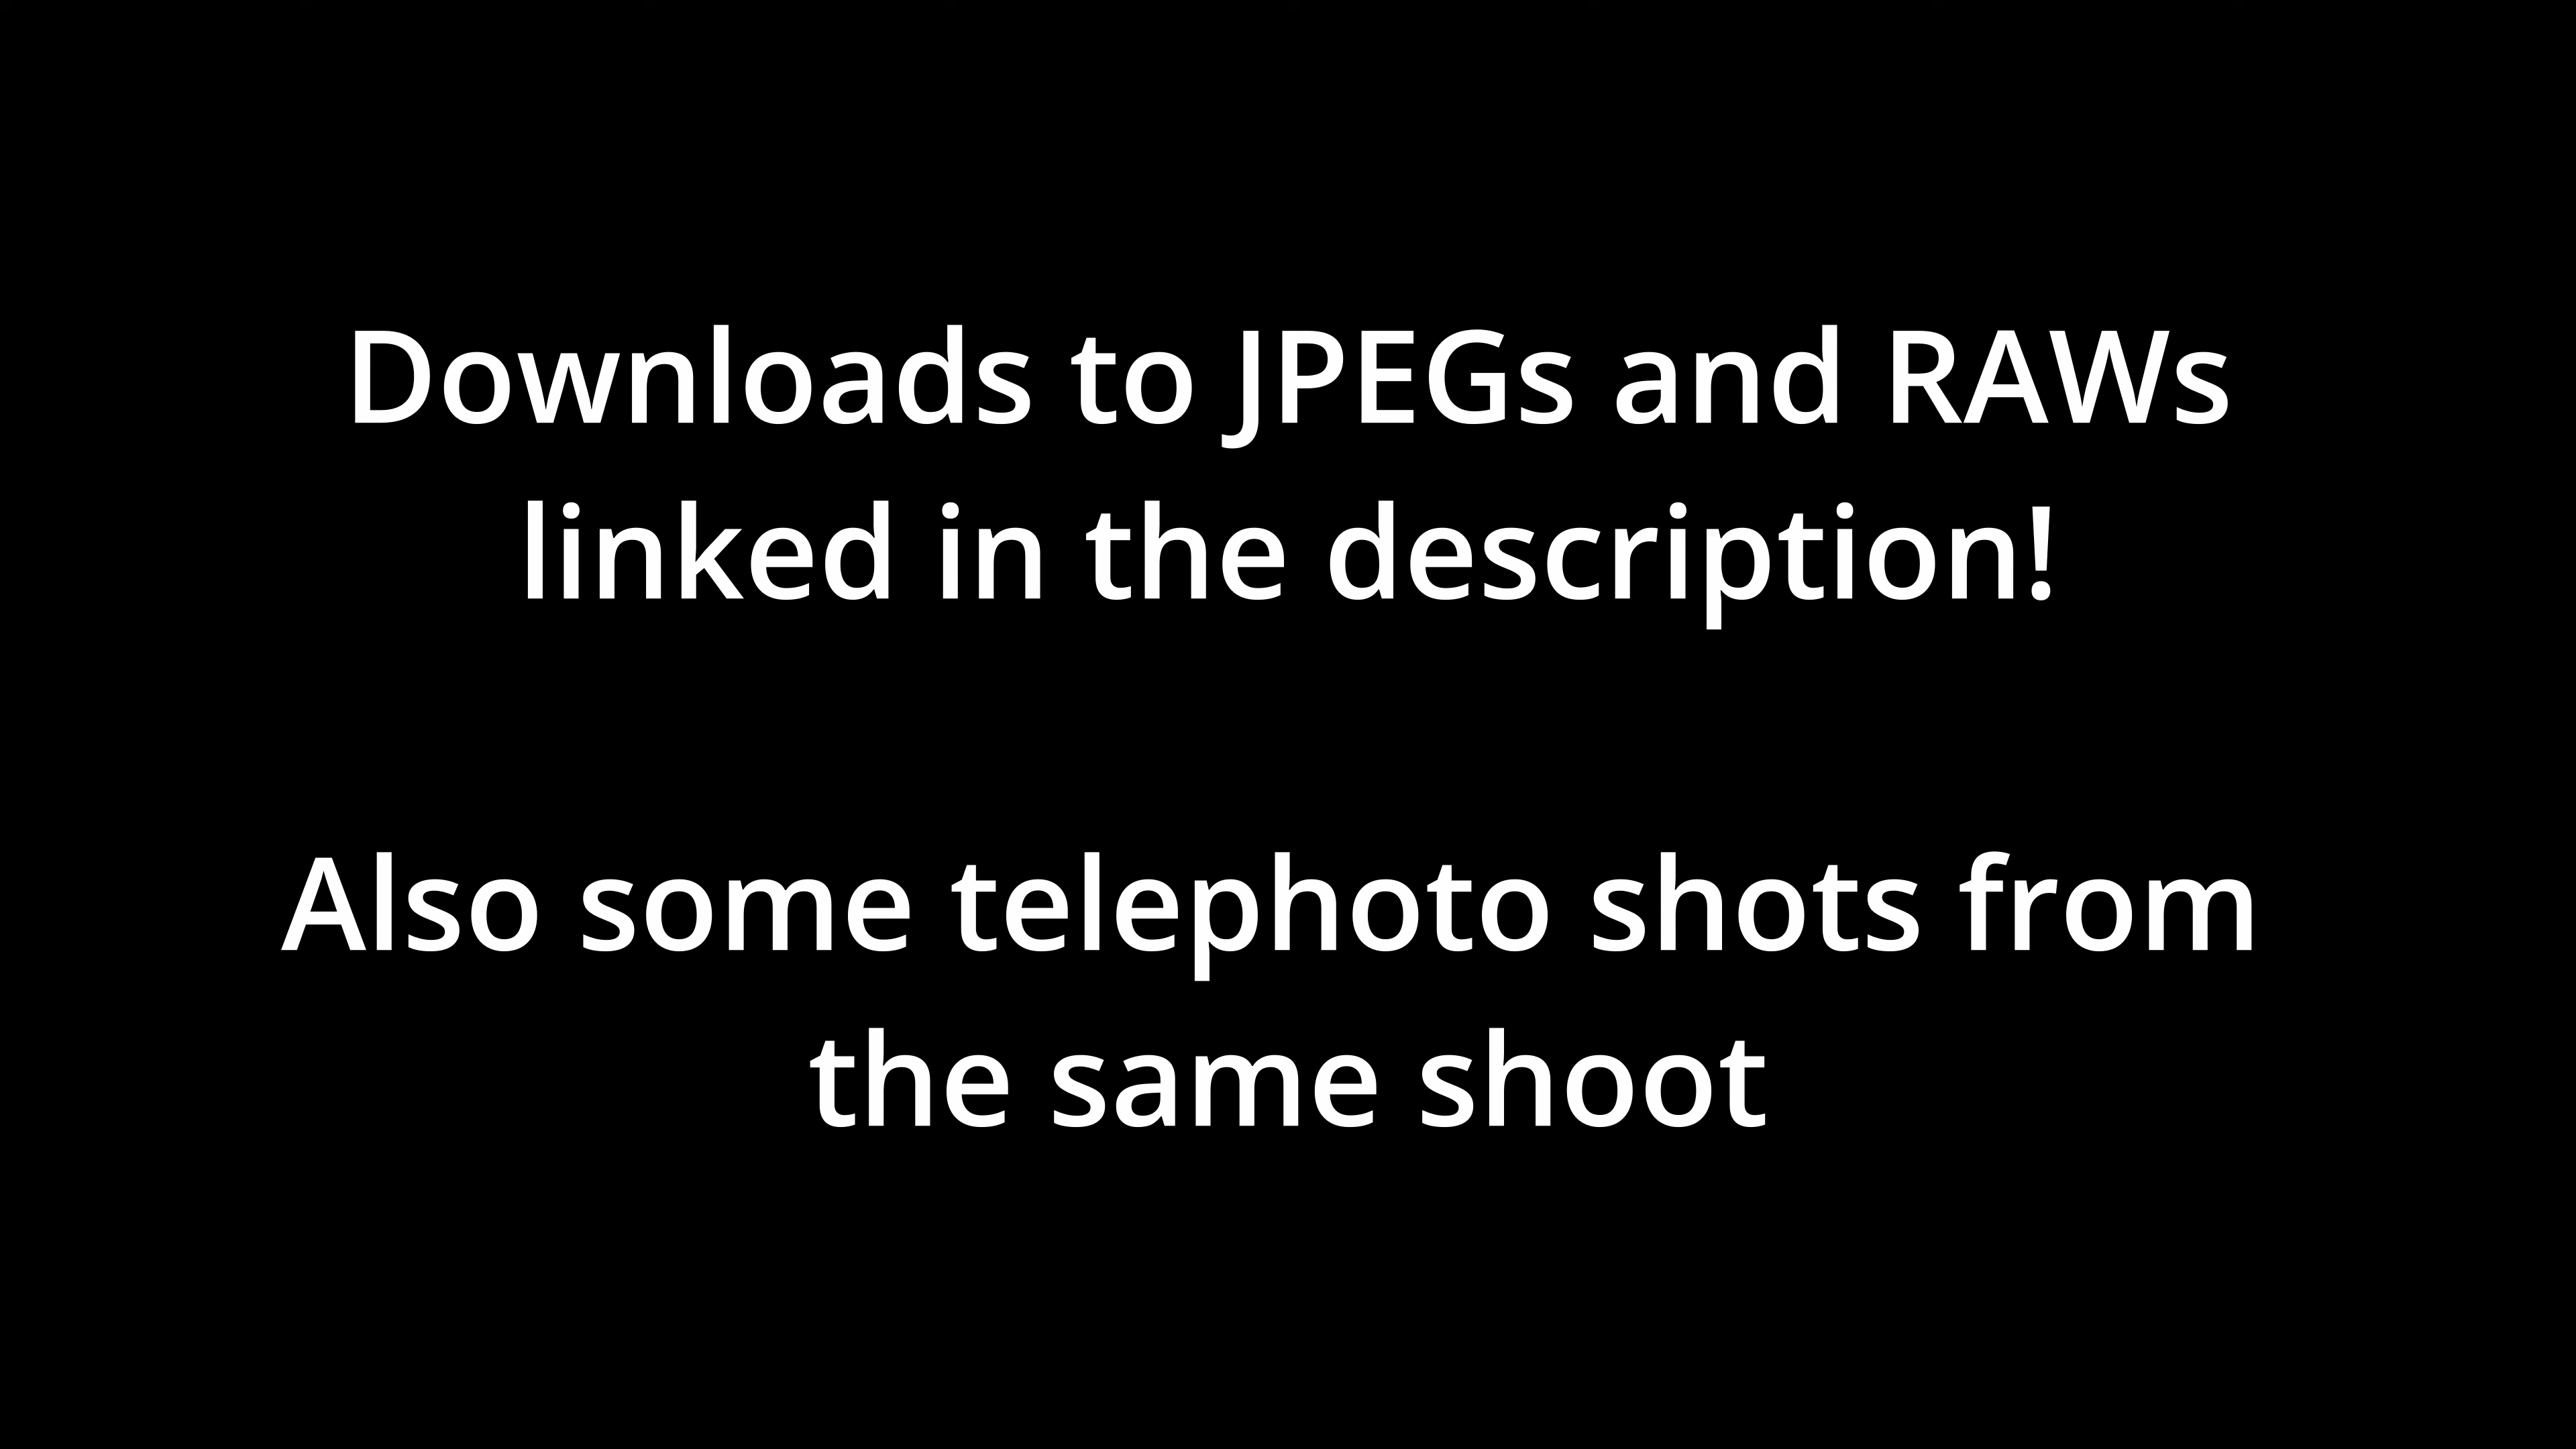 Downloads to JPEGs and RAWs
linked in the description!
Also some telephoto shots from
the same shoot